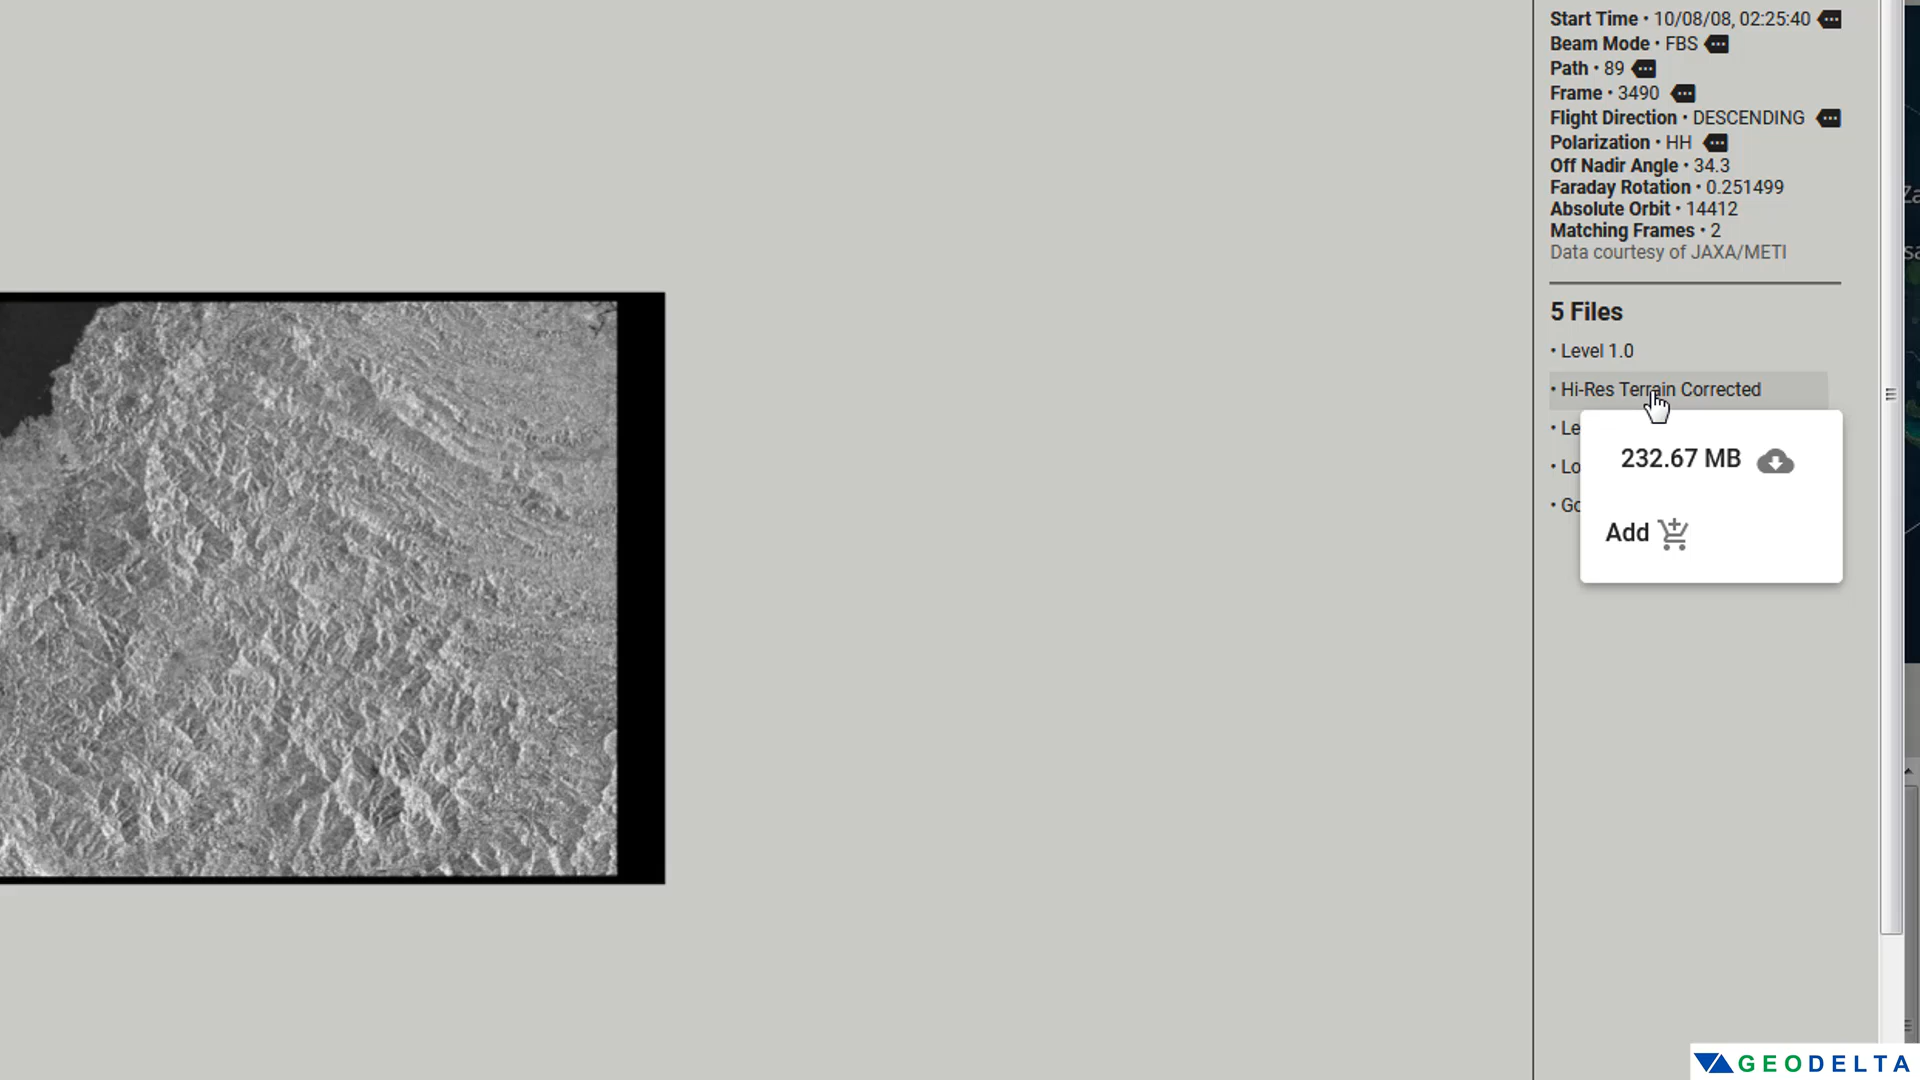 Start Time • 10/08/08, 02:25:40
Beam Mode • FBS
Path • 89
Frame • 3490
Flight Direction • DESCENDING
Polarization • HH
Off Nadir Angle • 34.3
Faraday Rotation • 0.251499
Absolute Orbit • 14412
Matching Frames • 2
Data courtesy of JAXA/METI
5 Files
• Level 1.0
• Hi-Res Terrain Corrected
• Le
• Lo
232.67 MB
Add
GEODELTA